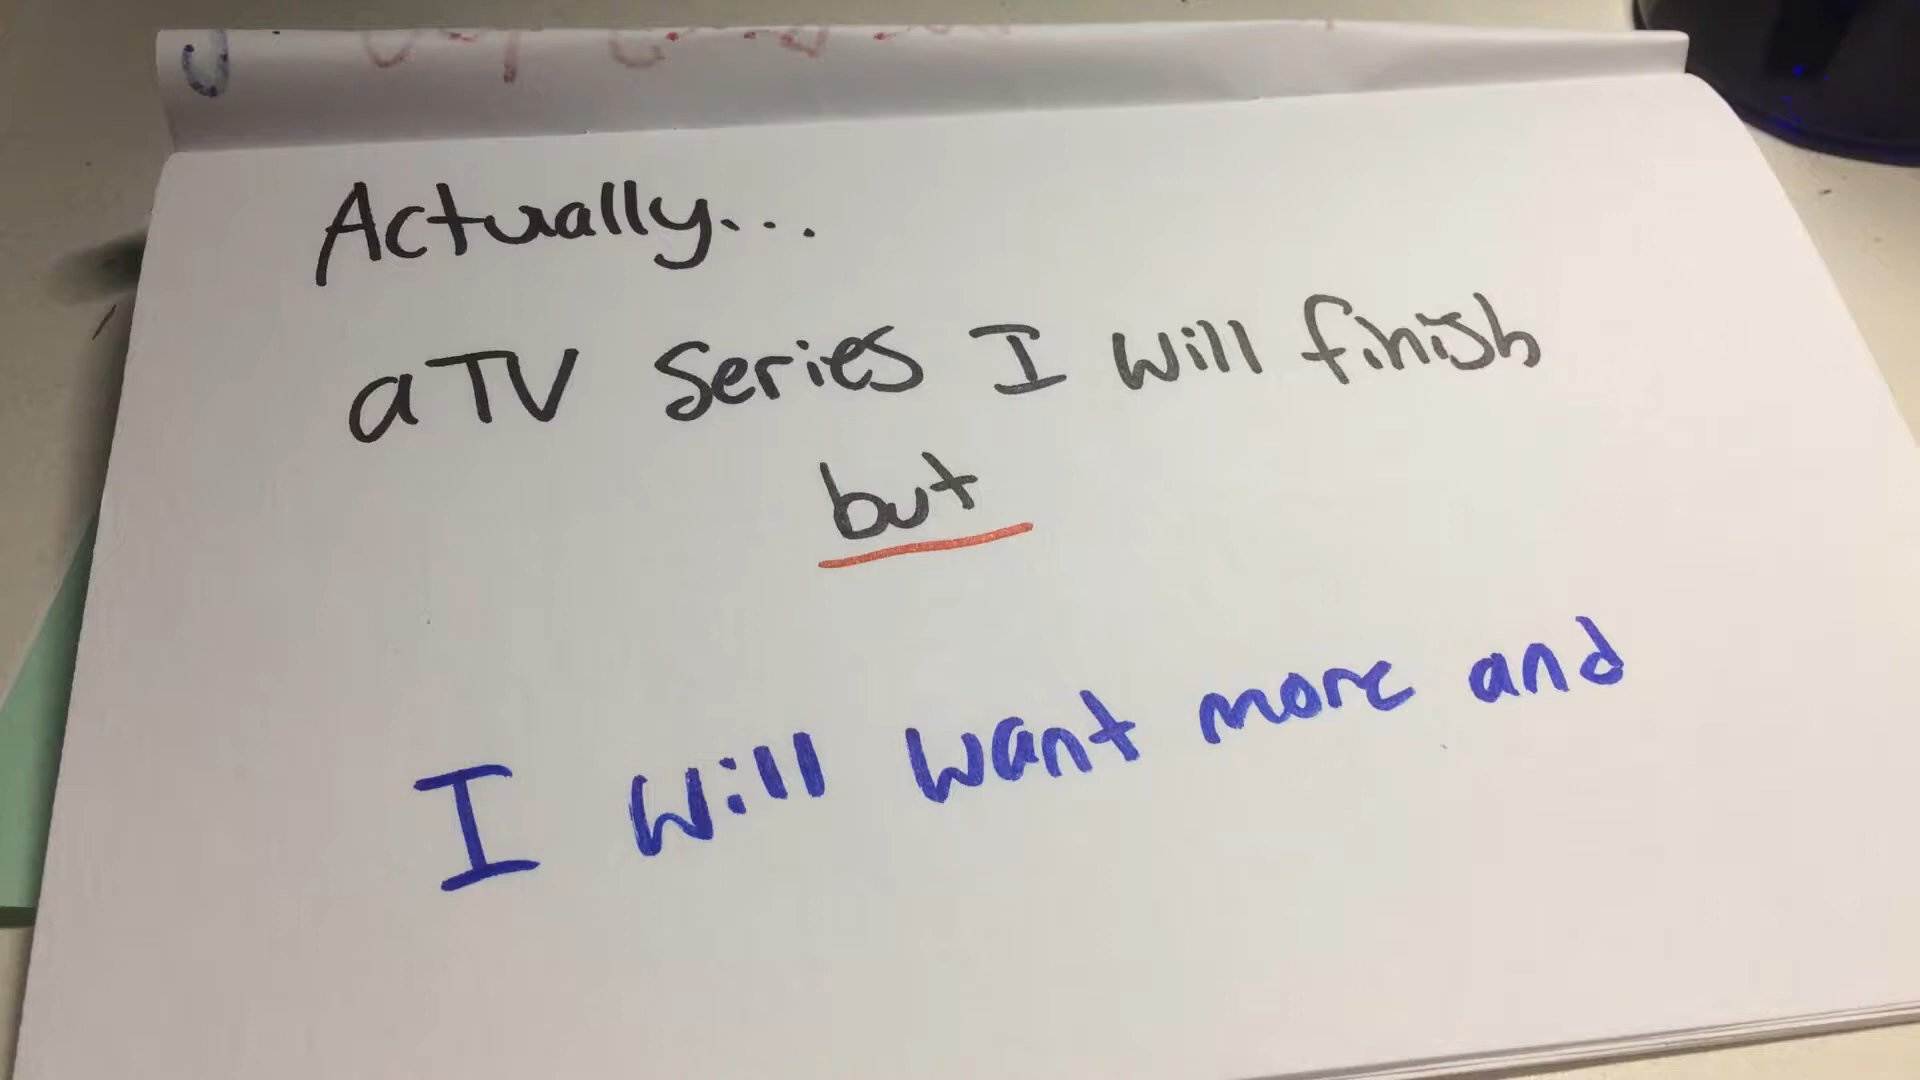 Actually...
a TV series I will finish
but
I will want more and